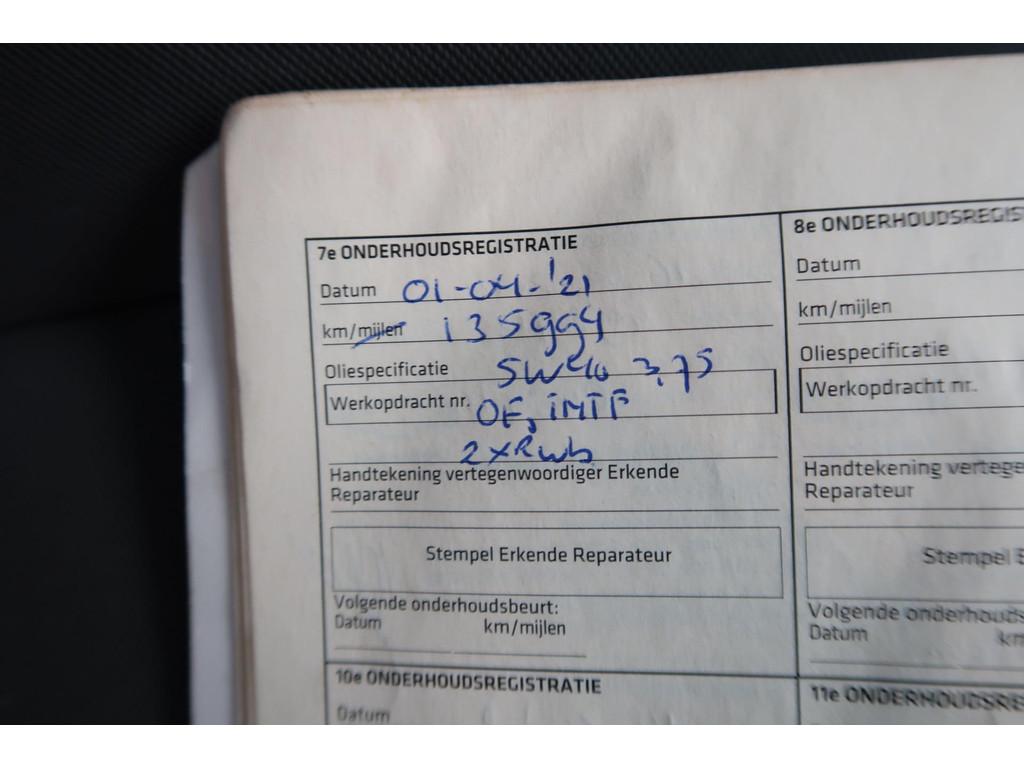 7e ONDERHOUDSREGISTRATIE
Datum 01-04-'21
km/mijlen 135994
Oliespecificatie 5W40 3,75
Werkopdracht nr. OF, iMTF
2xRwb
Handtekening vertegenwoordiger Erkende
Reparateur
Stempel Erkende Reparateur
Volgende onderhoudsbeurt:
Datum km/mijlen
8e ONDERHOUDSREGIS
Datum
km/mijlen
Oliespecificatie
Werkopdracht nr.
Handtekening vertege
Reparateur
Stempel E
Volgende onderhouds
Datum km
10e ONDERHOUDSREGISTRATIE
Datum
11e ONDERHOUDSRE